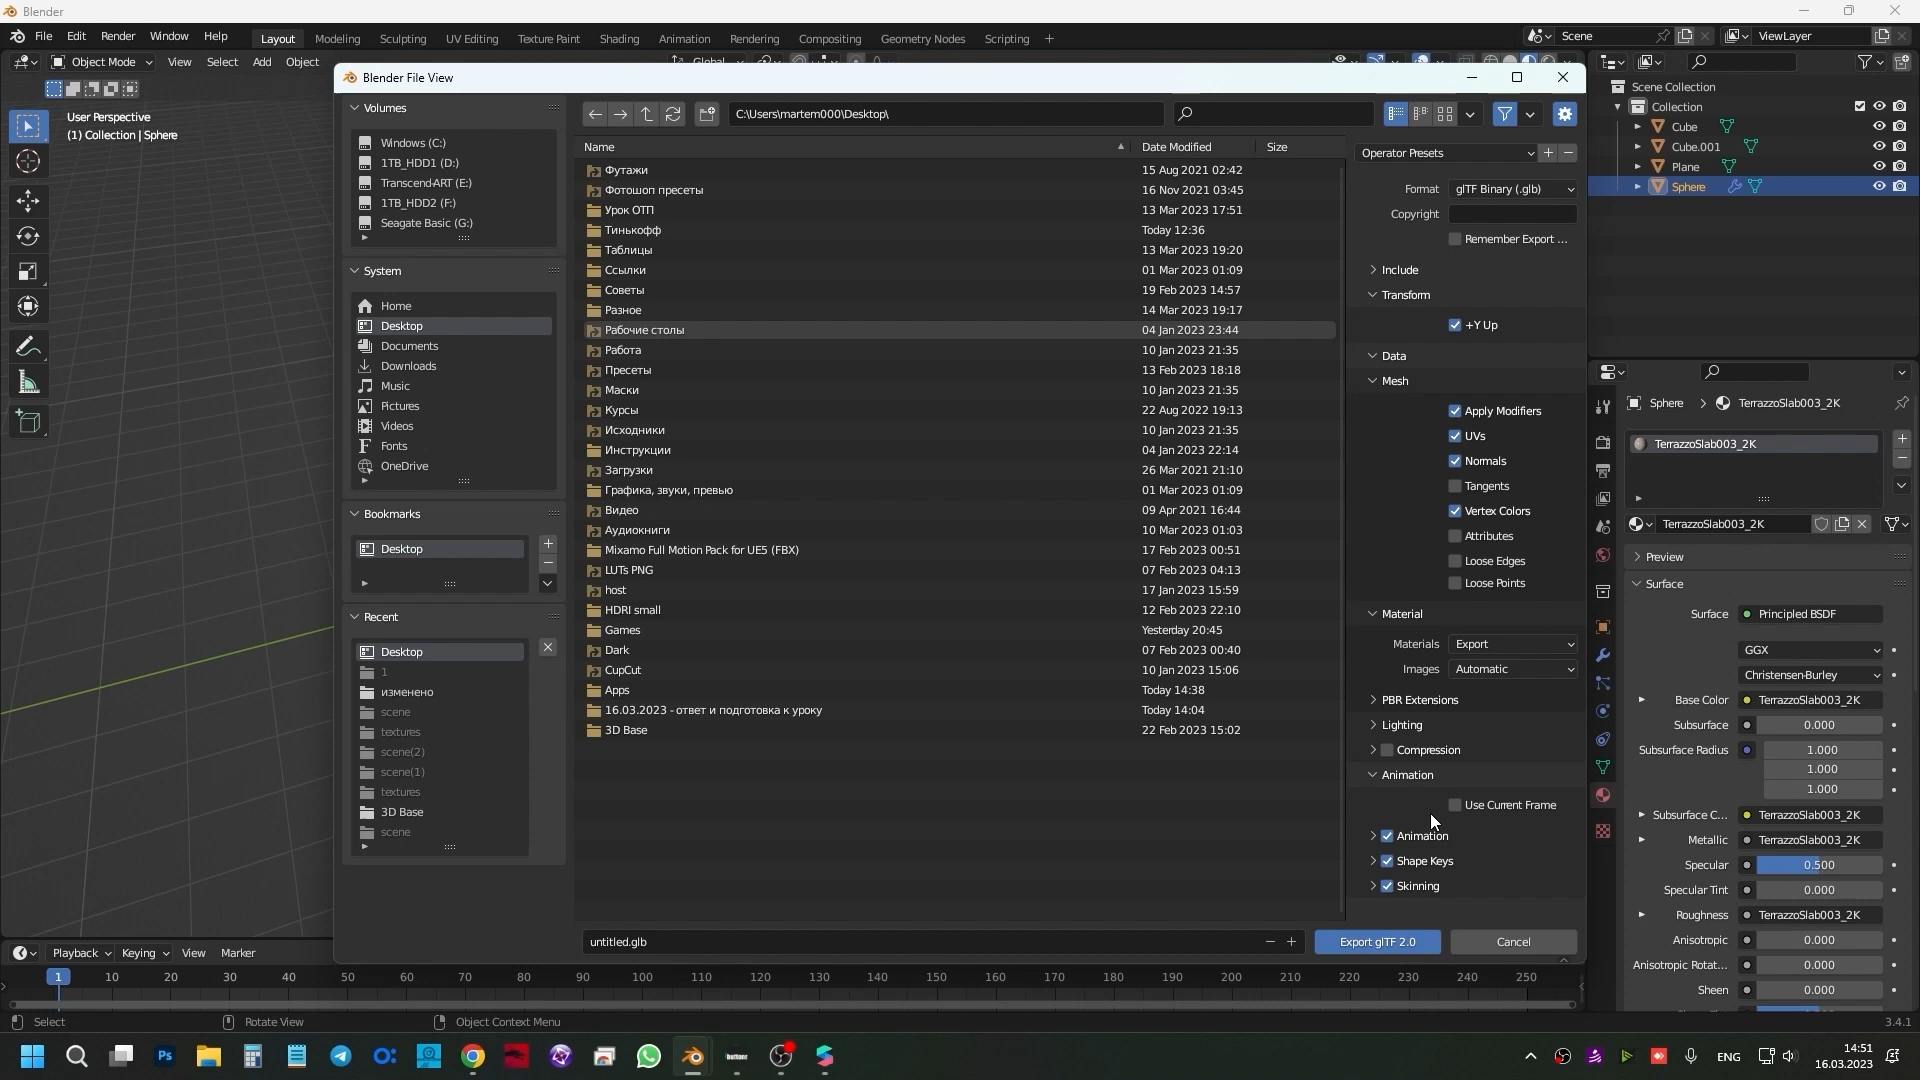 Blender
File Edit Render Window Help Layout Modeling Sculpting UV Editing Texture Paint Shading Animation Rendering Compositing Geometry Nodes Scripting + Scene ViewLayer
Object Mode View Select Add Object Global
User Perspective
(1) Collection | Sphere
Blender File View
Volumes
Windows (C:)
1TB_HDD1 (D:)
Transcend-ART (E:)
1TB_HDD2 (F:)
Seagate Basic (G:)
System
Home
Desktop
Documents
Downloads
Music
Pictures
Videos
Fonts
OneDrive
Bookmarks
Desktop
Recent
Desktop
1
изменено
scene
textures
scene(2)
scene(1)
textures
3D Base
scene
C:\Users\martem000\Desktop\
Name Date Modified Size
Футажи 15 Aug 2021 02:42
Фотошоп пресеты 16 Nov 2021 03:45
Урок ОТП 13 Mar 2023 17:51
Тинькофф Today 12:36
Таблицы 13 Mar 2023 19:20
Ссылки 01 Mar 2023 01:09
Советы 19 Feb 2023 14:57
Разное 14 Mar 2023 19:17
Рабочие столы 04 Jan 2023 23:44
Работа 10 Jan 2023 21:35
Пресеты 13 Feb 2023 18:18
Маски 10 Jan 2023 21:35
Курсы 22 Aug 2022 19:13
Исходники 10 Jan 2023 21:35
Инструкции 04 Jan 2023 22:14
Загрузки 26 Mar 2021 21:10
Графика, звуки, превью 01 Mar 2023 01:09
Видео 09 Apr 2021 16:44
Аудиокниги 10 Mar 2023 01:03
Mixamo Full Motion Pack for UE5 (FBX) 17 Feb 2023 00:51
LUTs PNG 07 Feb 2023 04:13
host 17 Jan 2023 15:59
HDRI small 12 Feb 2023 22:10
Games Yesterday 20:45
Dark 07 Feb 2023 00:40
CupCut 10 Jan 2023 15:06
Apps Today 14:38
16.03.2023 - ответ и подготовка к уроку Today 14:04
3D Base 22 Feb 2023 15:02
untitled.glb
Operator Presets
Format glTF Binary (.glb)
Copyright
Remember Export ...
Include
Transform
+Y Up
Data
Mesh
Apply Modifiers
UVs
Normals
Tangents
Vertex Colors
Attributes
Loose Edges
Loose Points
Material
Materials Export
Images Automatic
PBR Extensions
Lighting
Compression
Animation
Use Current Frame
Animation
Shape Keys
Skinning
Export glTF 2.0 Cancel
Scene Collection
Collection
Cube
Cube.001
Plane
Sphere
Sphere > TerrazzoSlab003_2K
TerrazzoSlab003_2K
TerrazzoSlab003_2K
Preview
Surface
Surface Principled BSDF
GGX
Christensen-Burley
Base Color TerrazzoSlab003_2K
Subsurface 0.000
Subsurface Radius 1.000
1.000
1.000
Subsurface C... TerrazzoSlab003_2K
Metallic TerrazzoSlab003_2K
Specular 0.500
Specular Tint 0.000
Roughness TerrazzoSlab003_2K
Anisotropic 0.000
Anisotropic Rotat... 0.000
Sheen 0.000
Playback Keying View Marker
1 10 20 30 40 50 60 70 80 90 100 110 120 130 140 150 160 170 180 190 200 210 220 230 240 250
Select Rotate View Object Context Menu 3.4.1
Ps ENG 14:51
16.03.2023